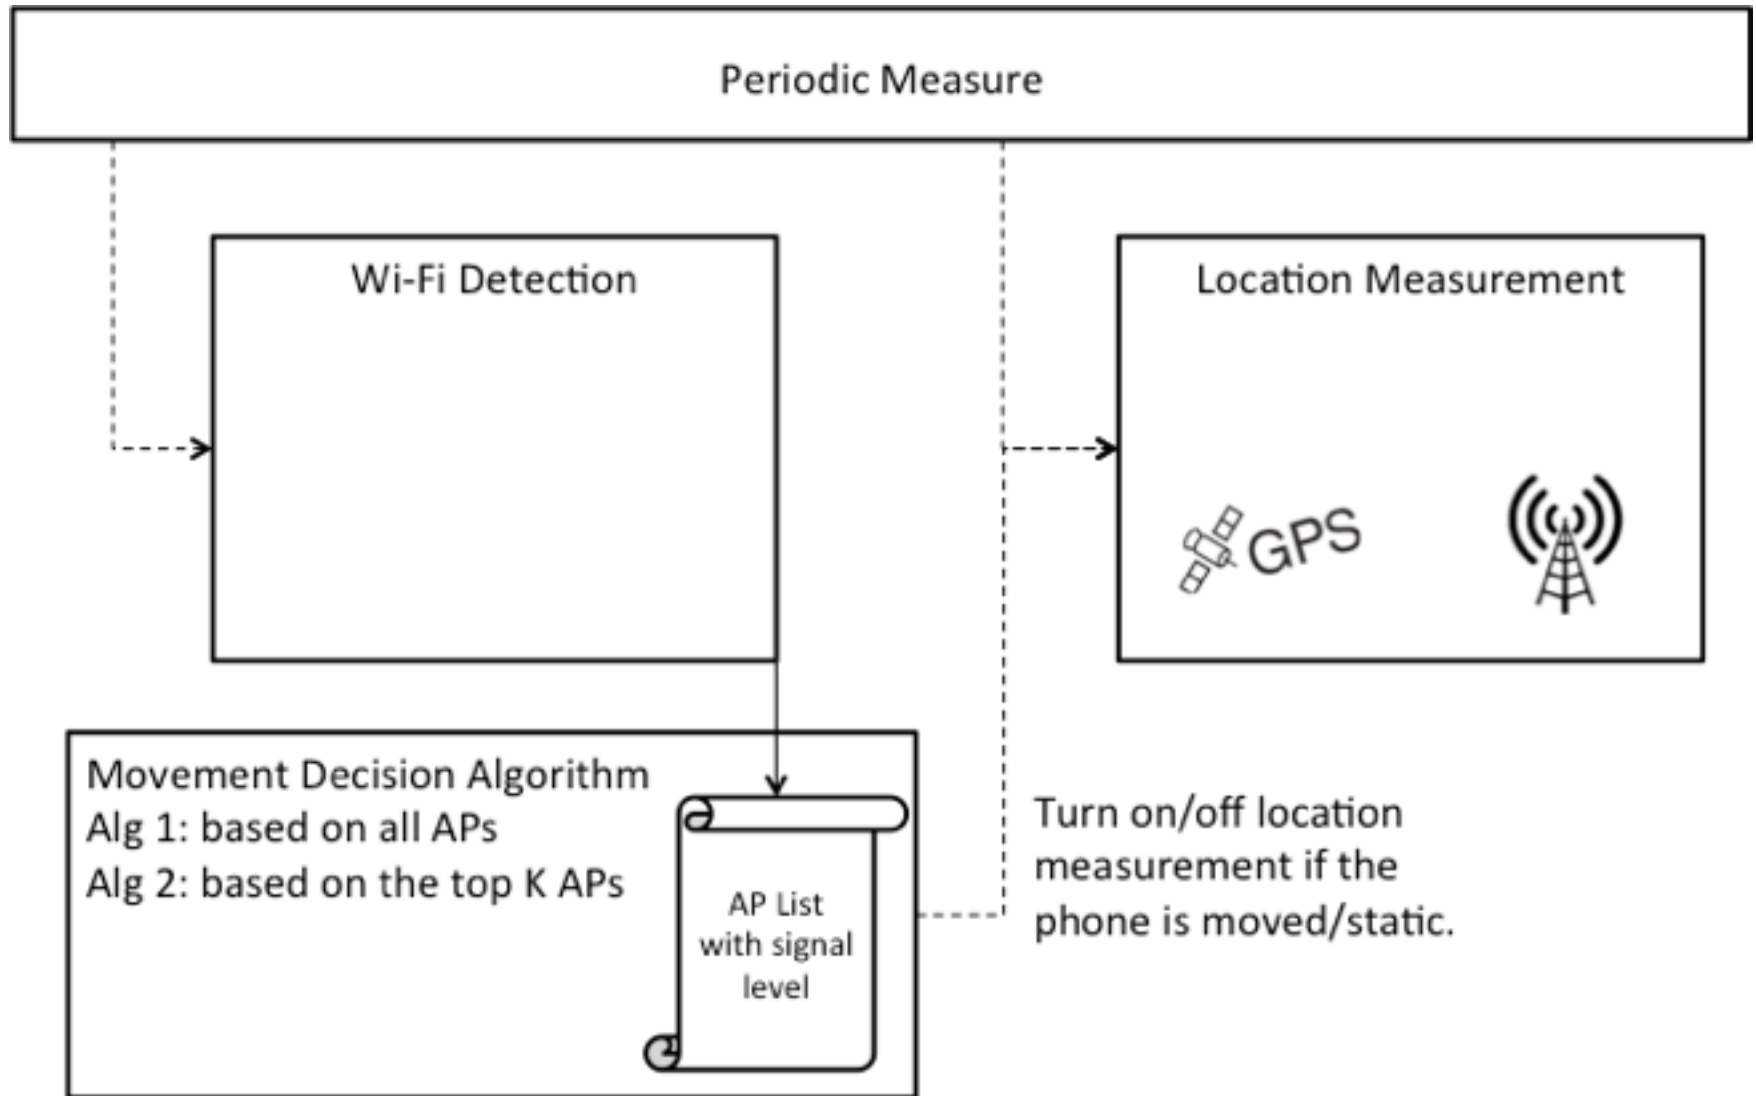 Periodic Measure
Wi-Fi Detection
Location Measurement
GPS
Movement Decision Algorithm
Alg 1: based on all APs
Alg 2: based on the top K APs
AP List
with signal
level
Turn on/off location
measurement if the
phone is moved/static.